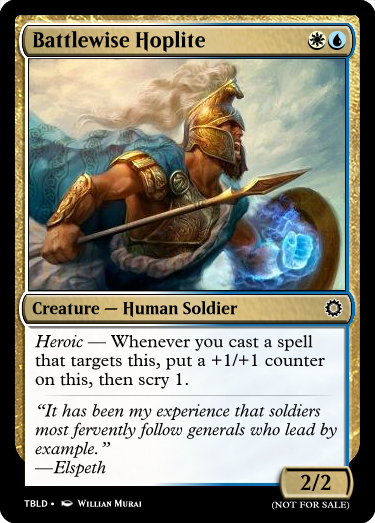 Battlewise Hoplite
Creature — Human Soldier
Heroic — Whenever you cast a spell
that targets this, put a +1/+1 counter
on this, then scry 1.
“It has been my experience that soldiers
most fervently follow generals who lead by
example.”
—Elspeth
2/2
TBLD • Willian Murai
(NOT FOR SALE)